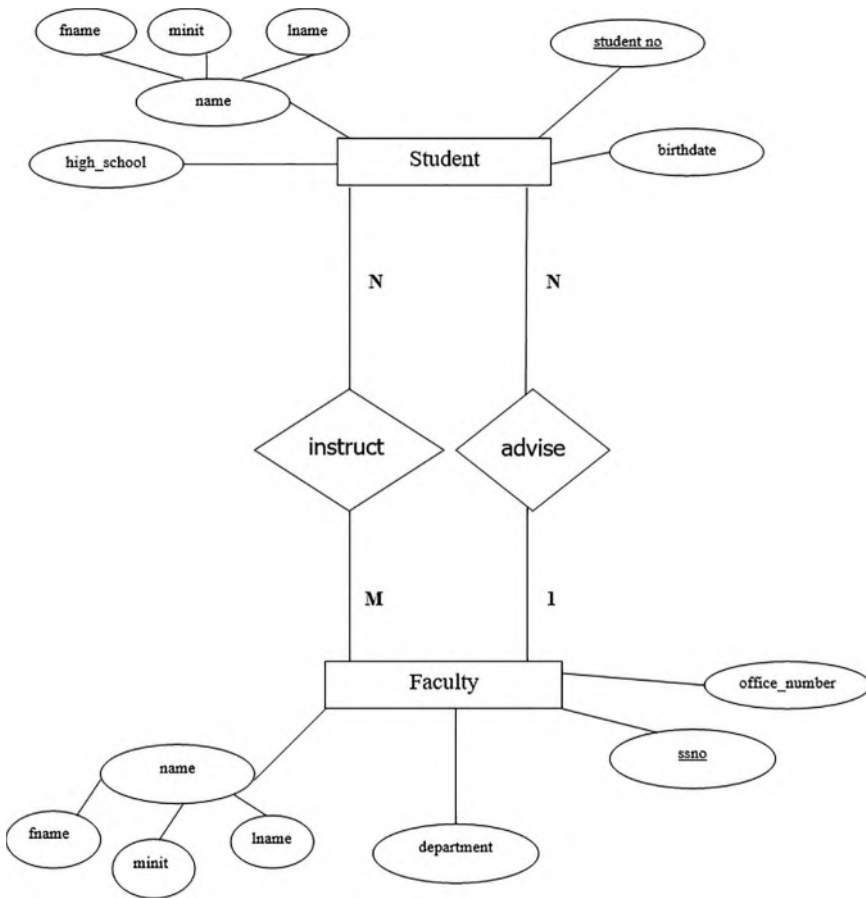 fname
minit
lname
student no
name
high_school
Student
birthdate
N
N
instruct
advise
M
1
Faculty
office_number
name
ssno
fname
minit
lname
department